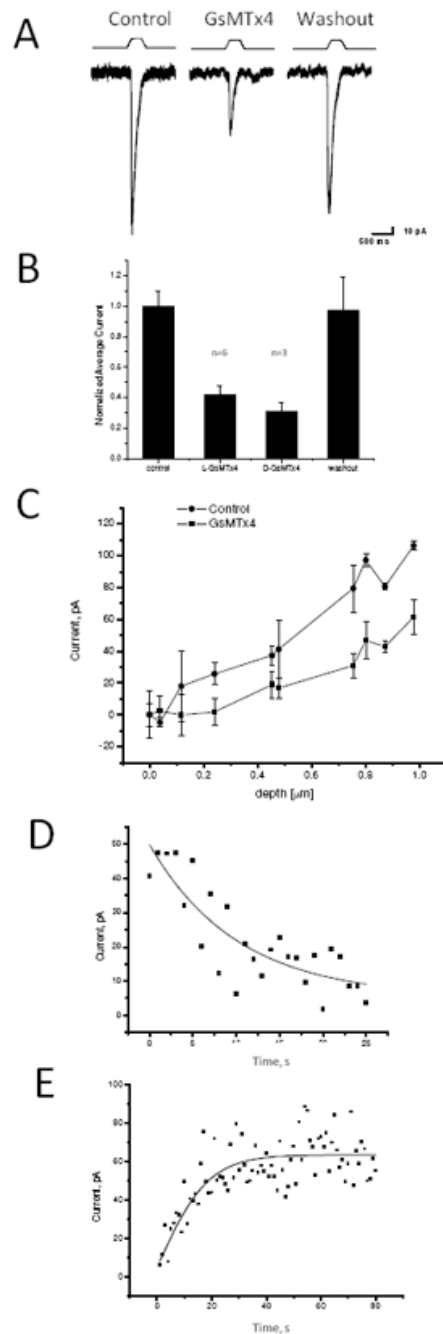 A
Control GsMTx4 Washout
10 pA
500 ms
B
Normalized Average Current
1.2
1.0
0.8
0.6
0.4
0.2
0.0
n=6 n=3
control L-GsMTx4 D-GsMTx4 washout
C
Control
GsMTx4
Current, pA
120
100
80
60
40
20
0
-20
0.0 0.2 0.4 0.6 0.8 1.0
depth [µm]
D
Current, pA
50
40
30
20
10
0
0 5 15 25
Time, s
E
Current, pA
100
80
60
40
20
0
0 20 40 60 80
Time, s